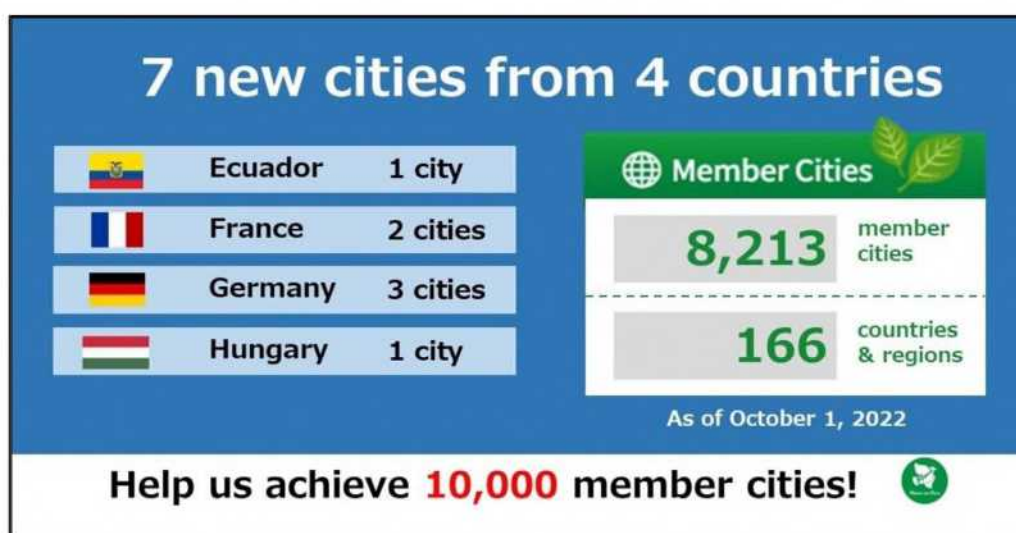 7 new cities from 4 countries
Ecuador 1 city
France 2 cities
Germany 3 cities
Hungary 1 city
Member Cities
8,213 member cities
166 countries & regions
As of October 1, 2022
Help us achieve 10,000 member cities!